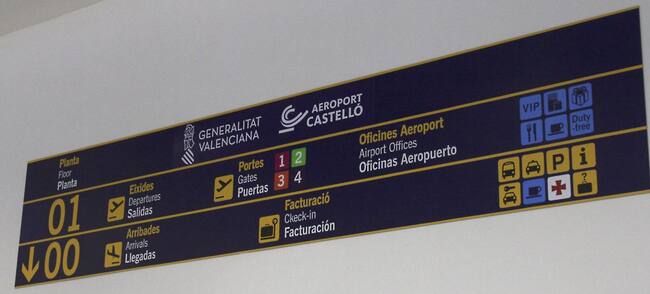 GENERALITAT
VALENCIANA
AEROPORT
CASTELLÓ
Planta
Floor
Planta
01
Eixides
Departures
Salidas
Portes
Gates
Puertas
1 2
3 4
Oficines Aeroport
Airport Offices
Oficinas Aeropuerto
VIP
Duty-
-free
00
Arribades
Arrivals
Llegadas
Facturació
Ckeck-in
Facturación
P i
?